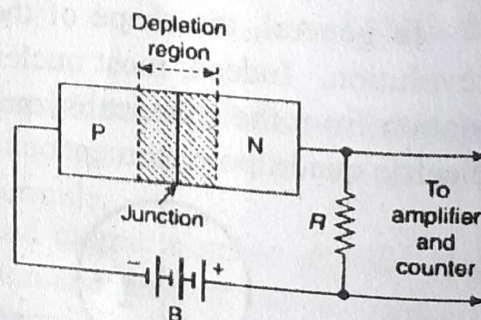 Depletion
region
P
N
Junction
R
To
amplifier
and
counter
−
+
B